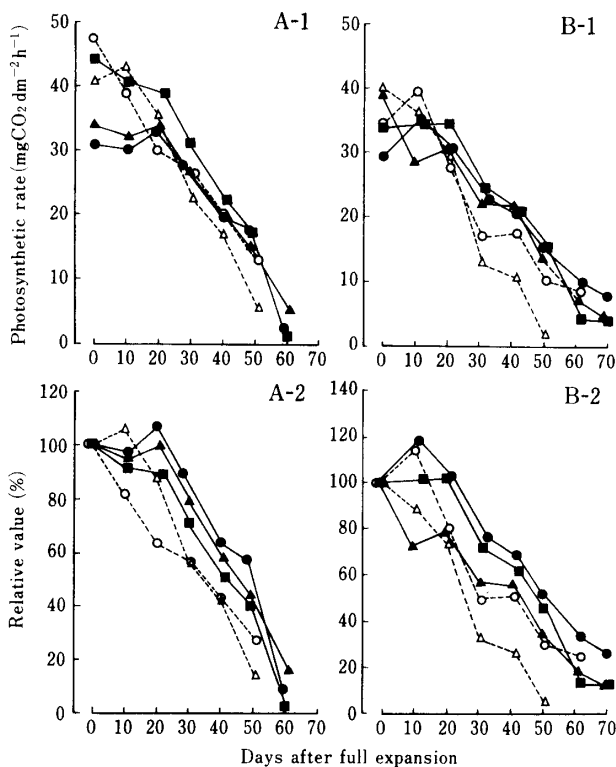 A-1
B-1
Photosynthetic rate (mgCO₂ dm⁻² h⁻¹)
50
40
30
20
10
0
50
40
30
20
10
0
0 10 20 30 40 50 60 70
0 10 20 30 40 50 60 70
A-2
B-2
Relative value (%)
120
100
80
60
40
20
0
140
120
100
80
60
40
20
0
0 10 20 30 40 50 60 70
0 10 20 30 40 50 60 70
Days after full expansion